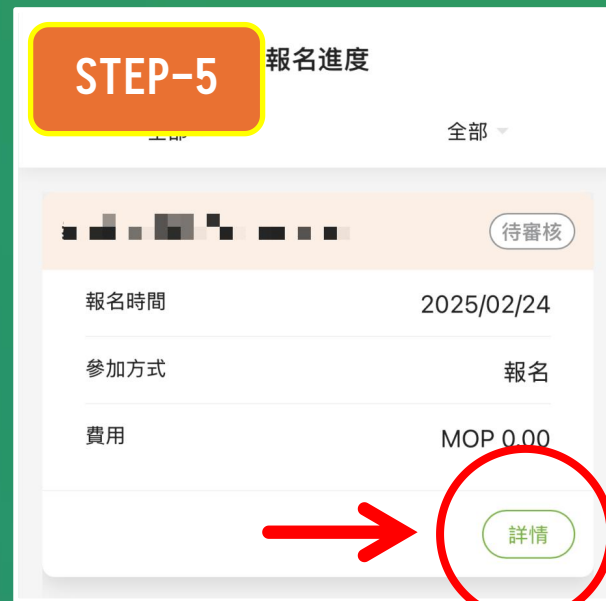 STEP-5
報名進度
全部
待審核
報名時間
2025/02/24
參加方式
報名
費用
MOP 0.00
詳情